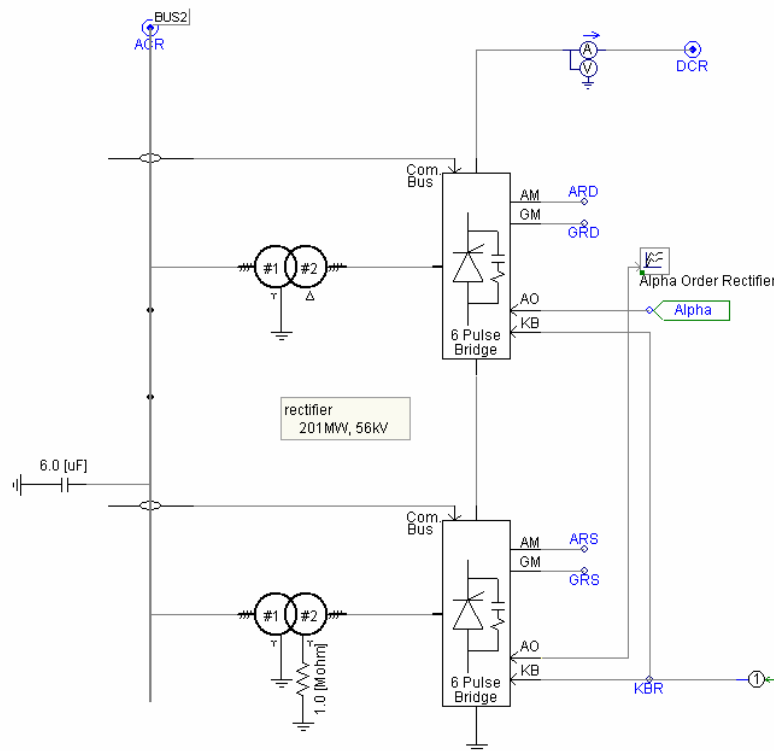 BUS2
ACR
A
V
DCR
Com.
Bus
AM
ARD
GM
GRD
#1
#2
Alpha Order Rectifier
AO
Alpha
KB
6 Pulse
Bridge
rectifier
201MW, 56kV
6.0 [uF]
Com.
Bus
AM
ARS
GM
GRS
#1
#2
AO
1.0 [Mohm]
KB
KBR
1
6 Pulse
Bridge